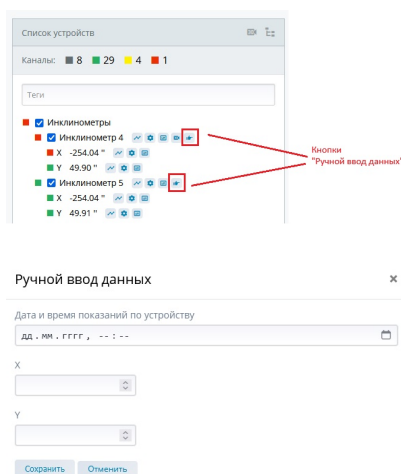 Список устройств
Каналы: 8 29 4 1
Теги
Инклинометры
Инклинометр 4
X -254.04 "
Y 49.90 "
Инклинометр 5
X -254.04 "
Y 49.91 "
Кнопки
"Ручной ввод данных"
Ручной ввод данных
Дата и время показаний по устройству
дд.мм.гггг, --:--
X
Y
Сохранить Отменить